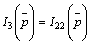 I₃(p̄) = I₂₂(p̄)